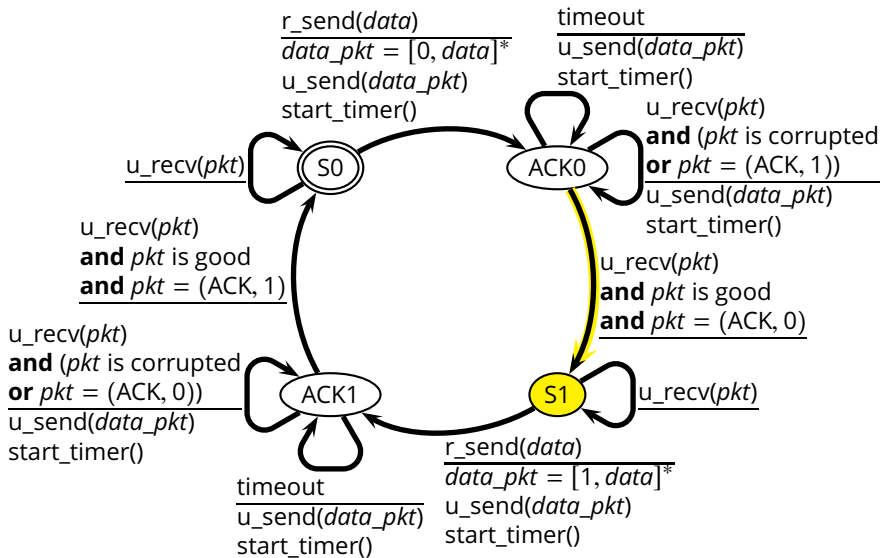 r_send(data)
data_pkt = [0, data]*
u_send(data_pkt)
start_timer()
timeout
u_send(data_pkt)
start_timer()
u_recv(pkt)
S0
ACK0
u_recv(pkt)
and (pkt is corrupted
or pkt = (ACK, 1))
u_send(data_pkt)
start_timer()
u_recv(pkt)
and pkt is good
and pkt = (ACK, 1)
u_recv(pkt)
and pkt is good
and pkt = (ACK, 0)
u_recv(pkt)
and (pkt is corrupted
or pkt = (ACK, 0))
u_send(data_pkt)
start_timer()
ACK1
S1
u_recv(pkt)
timeout
u_send(data_pkt)
start_timer()
r_send(data)
data_pkt = [1, data]*
u_send(data_pkt)
start_timer()